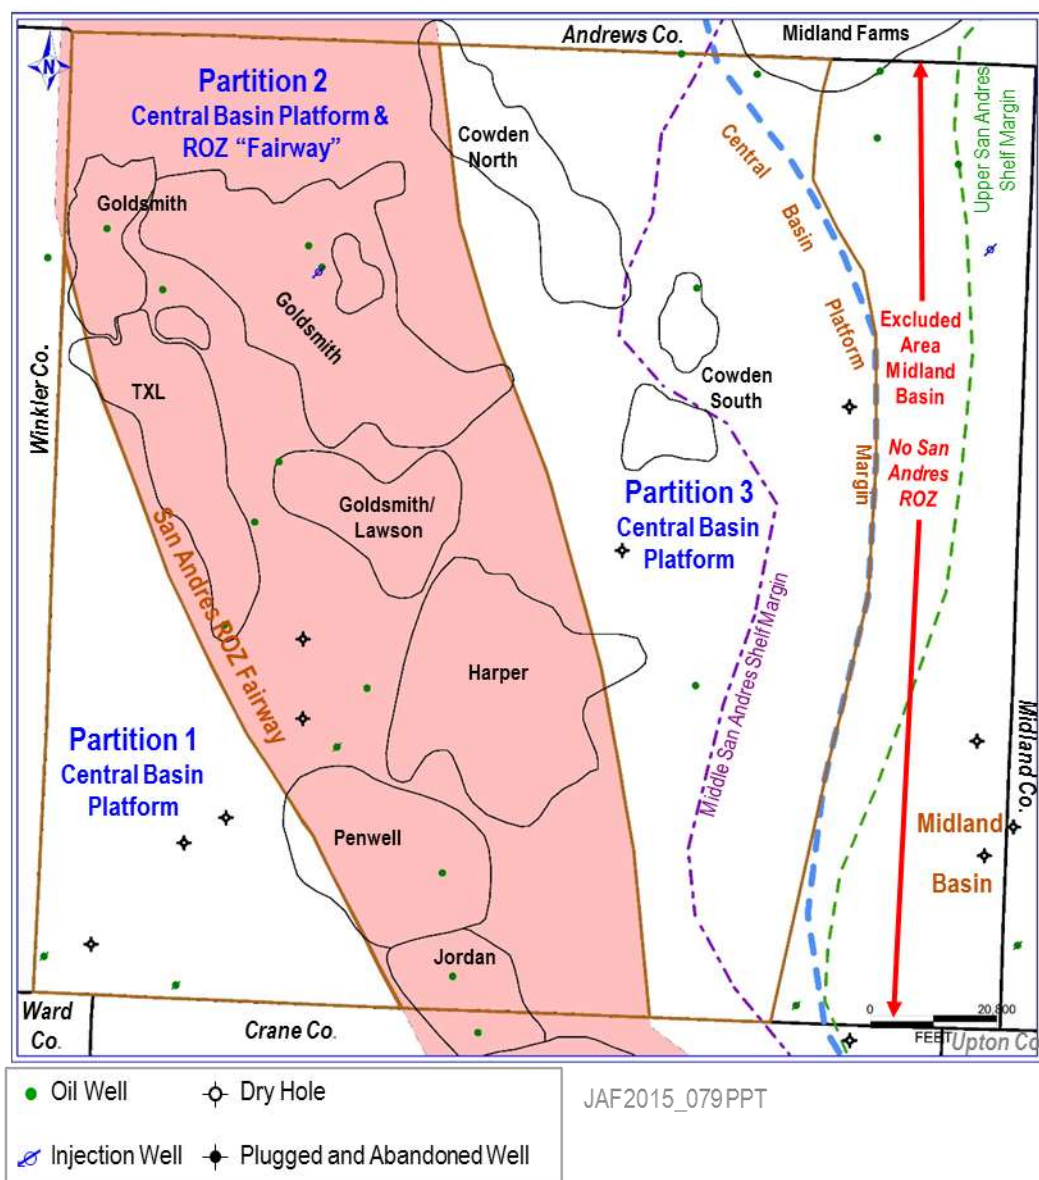 Andrews Co.
Midland Farms
N
Partition 2
Central Basin Platform &
ROZ “Fairway”
Cowden
North
Central
Basin
Platform
Margin
Upper San Andres
Shelf Margin
Goldsmith
Goldsmith
Winkler Co.
TXL
Excluded
Area
Midland
Basin
No San
Andres
ROZ
Cowden
South
Goldsmith/
Lawson
Partition 3
Central Basin
Platform
San Andres ROZ Fairway
Middle San Andres Shelf Margin
Harper
Partition 1
Central Basin
Platform
Midland Co.
Midland
Basin
Penwell
Jordan
Ward
Co.
Crane Co.
0
20,800
FEET
Upton Co
Oil Well
Dry Hole
Injection Well
Plugged and Abandoned Well
JAF2015_079PPT